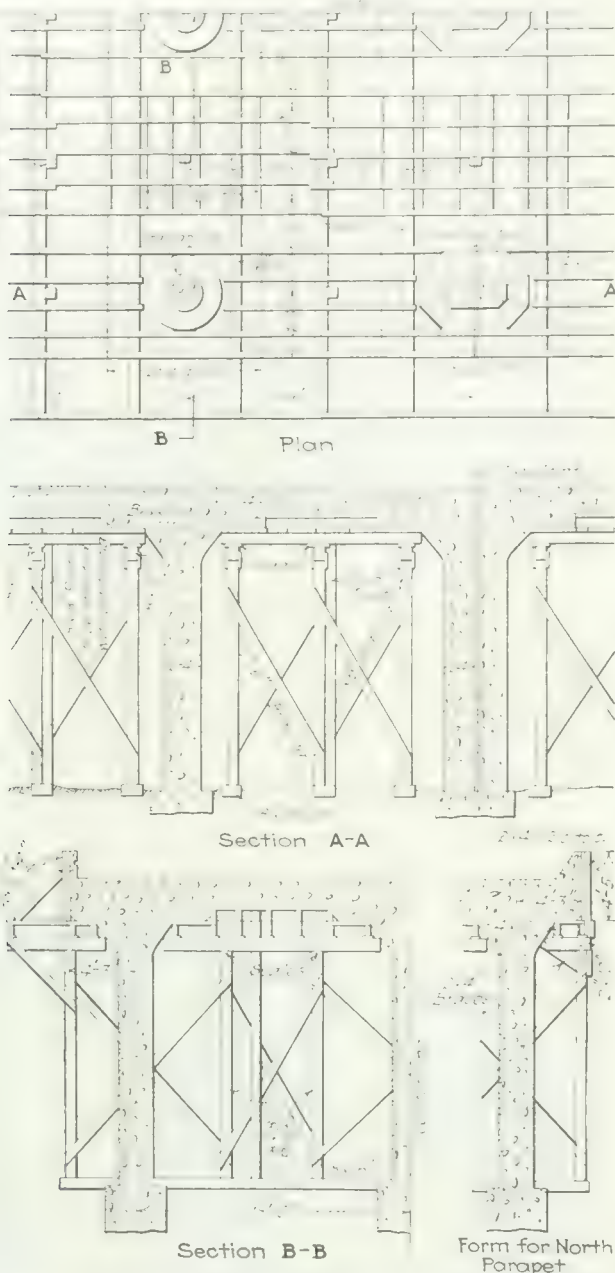 B
A
A
B
Plan
Section A-A
Section B-B
Form for North
Parapet